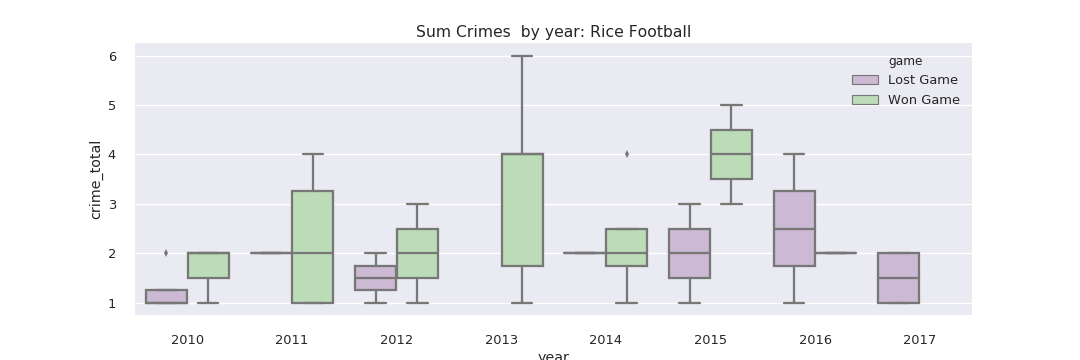 Sum Crimes  by year: Rice Football
game
Lost Game
Won Game
crime_total
6
5
4
3
2
1
2010 2011 2012 2013 2014 2015 2016 2017
year